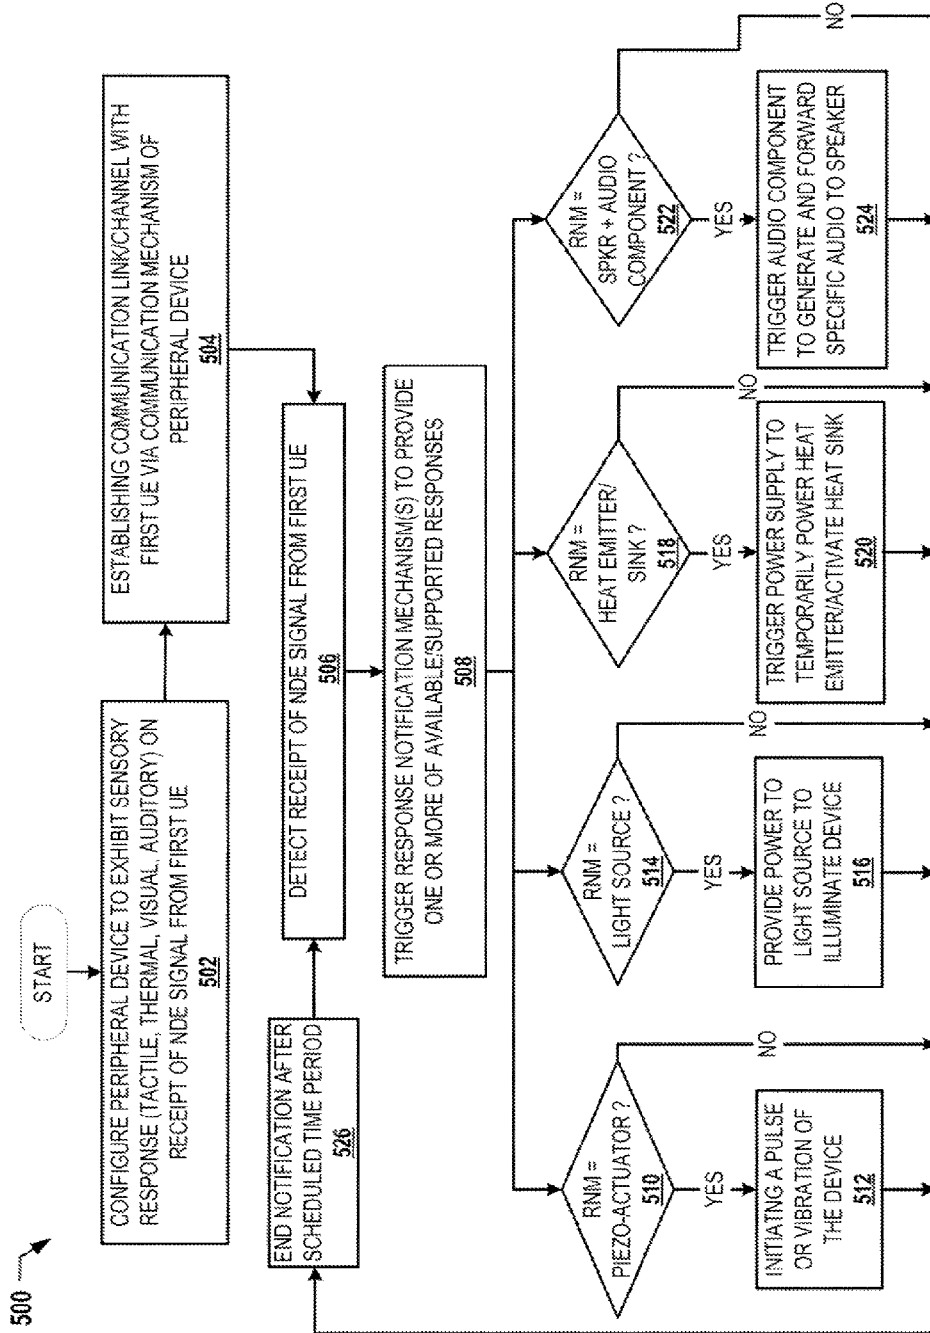 500
START
CONFIGURE PERIPHERAL DEVICE TO EXHIBIT SENSORY
RESPONSE (TACTILE, THERMAL, VISUAL, AUDITORY) ON
RECEIPT OF NDE SIGNAL FROM FIRST UE
502
ESTABLISHING COMMUNICATION LINK/CHANNEL WITH
FIRST UE VIA COMMUNICATION MECHANISM OF
PERIPHERAL DEVICE
504
END NOTIFICATION AFTER
SCHEDULED TIME PERIOD
526
DETECT RECEIPT OF NDE SIGNAL FROM FIRST UE
506
TRIGGER RESPONSE NOTIFICATION MECHANISM(S) TO PROVIDE
ONE OR MORE OF AVAILABLE/SUPPORTED RESPONSES
508
RNM =
PIEZO-ACTUATOR ?
510
YES
NO
INITIATNG A PULSE
OR VIBRATION OF
THE DEVICE
512
RNM =
LIGHT SOURCE ?
514
YES
NO
PROVIDE POWER TO
LIGHT SOURCE TO
ILLUMINATE DEVICE
516
RNM =
HEAT EMITTER/
SINK ?
518
YES
NO
TRIGGER POWER SUPPLY TO
TEMPORARILY POWER HEAT
EMITTER/ACTIVATE HEAT SINK
520
RNM =
SPKR + AUDIO
COMPONENT ?
522
YES
NO
TRIGGER AUDIO COMPONENT
TO GENERATE AND FORWARD
SPECIFIC AUDIO TO SPEAKER
524